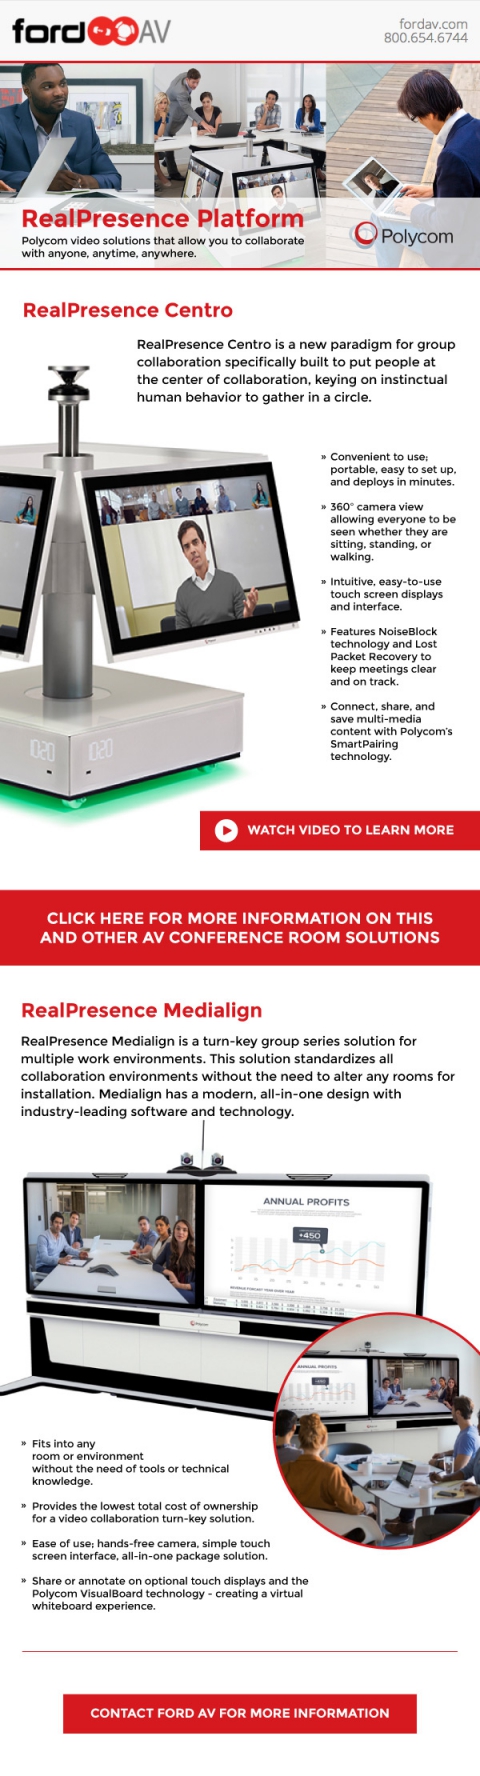 ford AV
fordav.com
800.654.6744
RealPresence Platform
Polycom video solutions that allow you to collaborate
with anyone, anytime, anywhere.
Polycom
RealPresence Centro
RealPresence Centro is a new paradigm for group
collaboration specifically built to put people at
the center of collaboration, keying on instinctual
human behavior to gather in a circle.
» Convenient to use;
portable, easy to set up,
and deploys in minutes.
» 360° camera view
allowing everyone to be
seen whether they are
sitting, standing, or
walking.
» Intuitive, easy-to-use
touch screen displays
and interface.
» Features NoiseBlock
technology and Lost
Packet Recovery to
keep meetings clear
and on track.
» Connect, share, and
save multi-media
content with Polycom's
SmartPairing
technology.
10:20 10:20
WATCH VIDEO TO LEARN MORE
CLICK HERE FOR MORE INFORMATION ON THIS
AND OTHER AV CONFERENCE ROOM SOLUTIONS
RealPresence Medialign
RealPresence Medialign is a turn-key group series solution for
multiple work environments. This solution standardizes all
collaboration environments without the need to alter any rooms for
installation. Medialign has a modern, all-in-one design with
industry-leading software and technology.
ANNUAL PROFITS
+450
Polycom
ANNUAL PROFITS
» Fits into any
room or environment
without the need of tools or technical
knowledge.
» Provides the lowest total cost of ownership
for a video collaboration turn-key solution.
» Ease of use; hands-free camera, simple touch
screen interface, all-in-one package solution.
» Share or annotate on optional touch displays and the
Polycom VisualBoard technology - creating a virtual
whiteboard experience.
CONTACT FORD AV FOR MORE INFORMATION